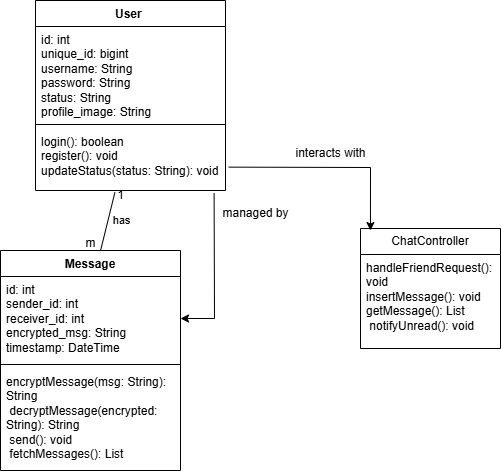 User
id: int
unique_id: bigint
username: String
password: String
status: String
profile_image: String
login(): boolean
register(): void
updateStatus(status: String): void
interacts with
1
has
managed by
m
Message
id: int
sender_id: int
receiver_id: int
encrypted_msg: String
timestamp: DateTime
encryptMessage(msg: String):
String
decryptMessage(encrypted:
String): String
send(): void
fetchMessages(): List
ChatController
handleFriendRequest():
void
insertMessage(): void
getMessage(): List
notifyUnread(): void